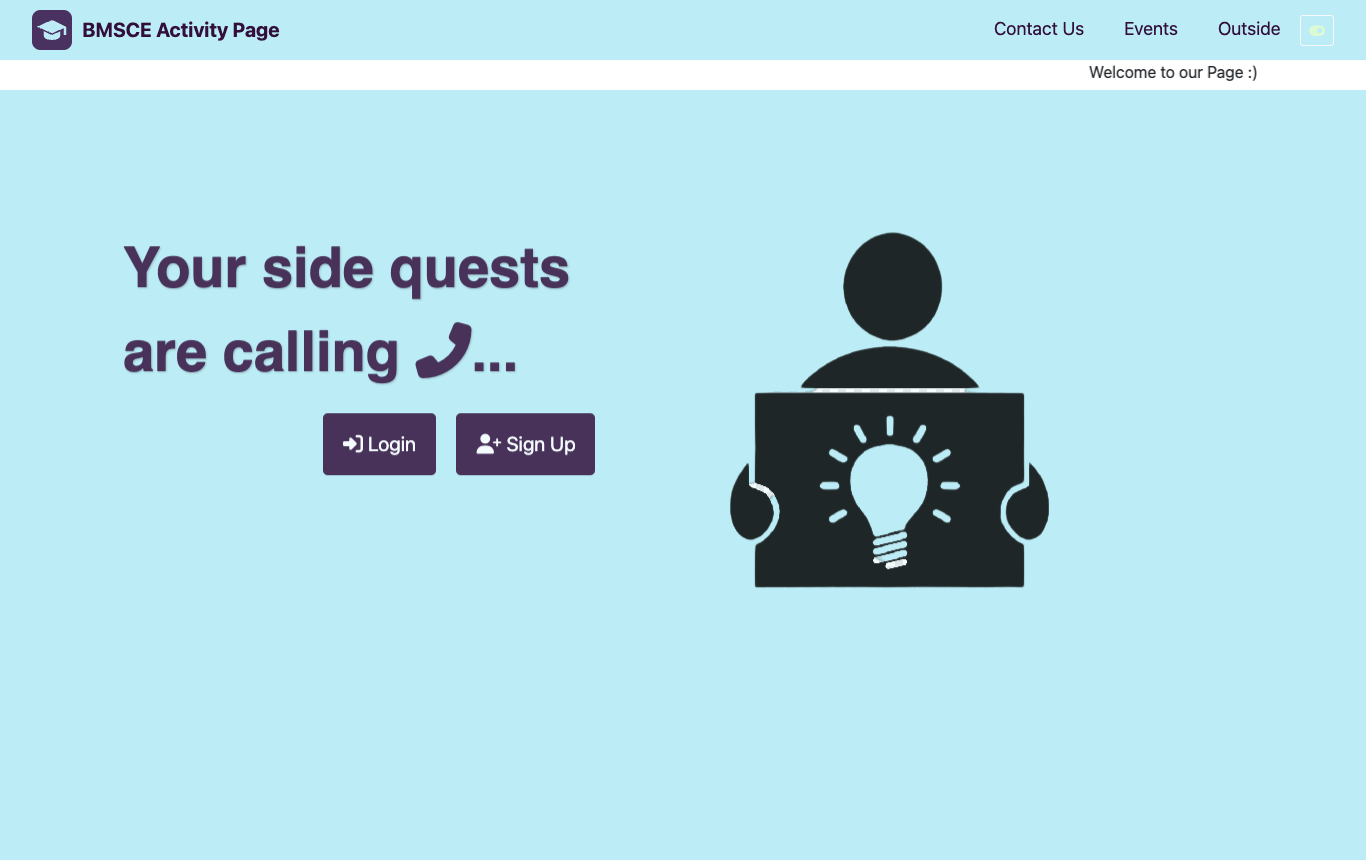 BMSCE Activity Page
Contact Us
Events
Outside
Welcome to our Page :)
Your side quests
are calling ...
Login
Sign Up